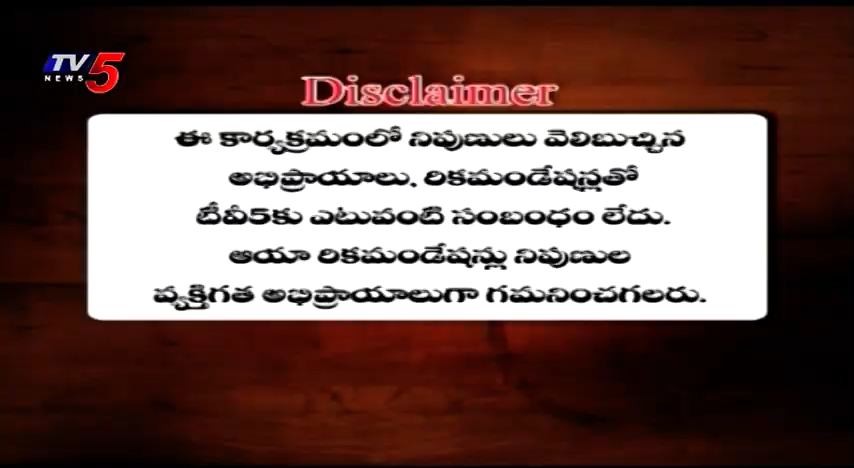 TV5
NEWS
Disclaimer
ఈ కార్యక్రమంలో నిపుణులు వెలిబుచ్చిన
అభిప్రాయాలు, రికమండేషన్లతో
టీవీ5కు ఎటువంటి సంబంధం లేదు.
ఆయా రికమండేషన్లు నిపుణుల
వ్యక్తిగత అభిప్రాయాలుగా గమనించగలరు.